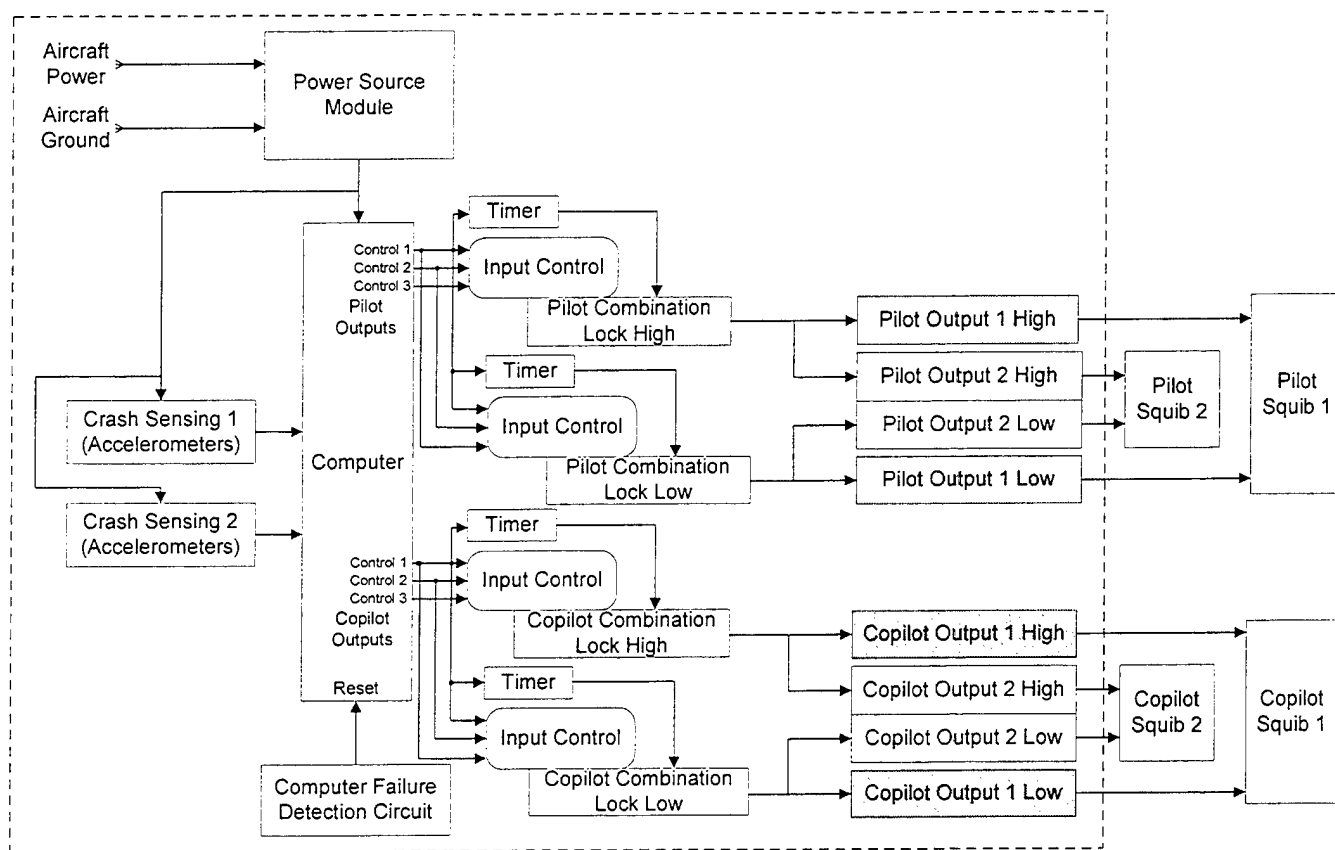 Aircraft
Power
Aircraft
Ground
Power Source
Module
Timer
Control 1
Control 2
Control 3
Pilot
Outputs
Input Control
Pilot Combination
Lock High
Pilot Output 1 High
Pilot Output 2 High
Pilot Output 2 Low
Pilot Output 1 Low
Pilot
Squib 2
Pilot
Squib 1
Timer
Input Control
Pilot Combination
Lock Low
Crash Sensing 1
(Accelerometers)
Computer
Crash Sensing 2
(Accelerometers)
Timer
Control 1
Control 2
Control 3
Copilot
Outputs
Input Control
Copilot Combination
Lock High
Copilot Output 1 High
Copilot Output 2 High
Copilot Output 2 Low
Copilot Output 1 Low
Copilot
Squib 2
Copilot
Squib 1
Reset
Timer
Input Control
Copilot Combination
Lock Low
Computer Failure
Detection Circuit